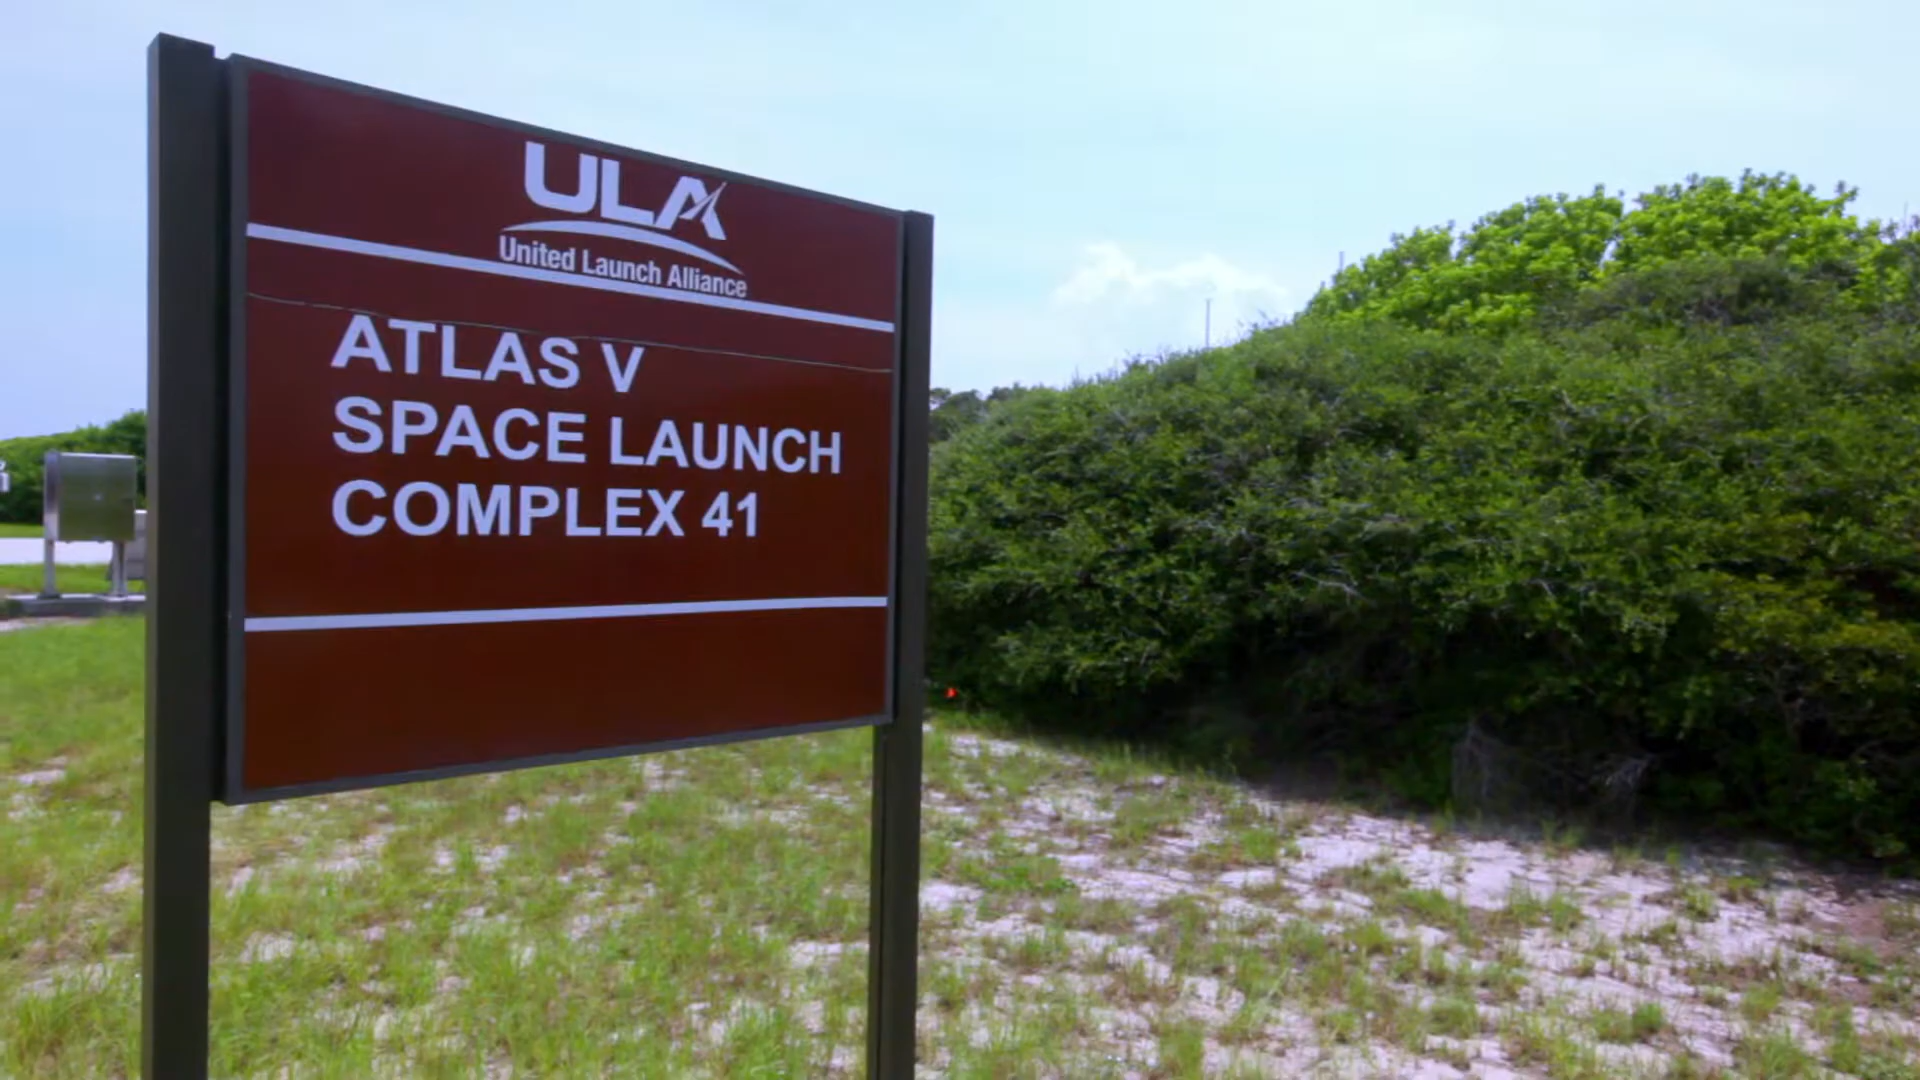 ULA
United Launch Alliance
ATLAS V
SPACE LAUNCH
COMPLEX 41